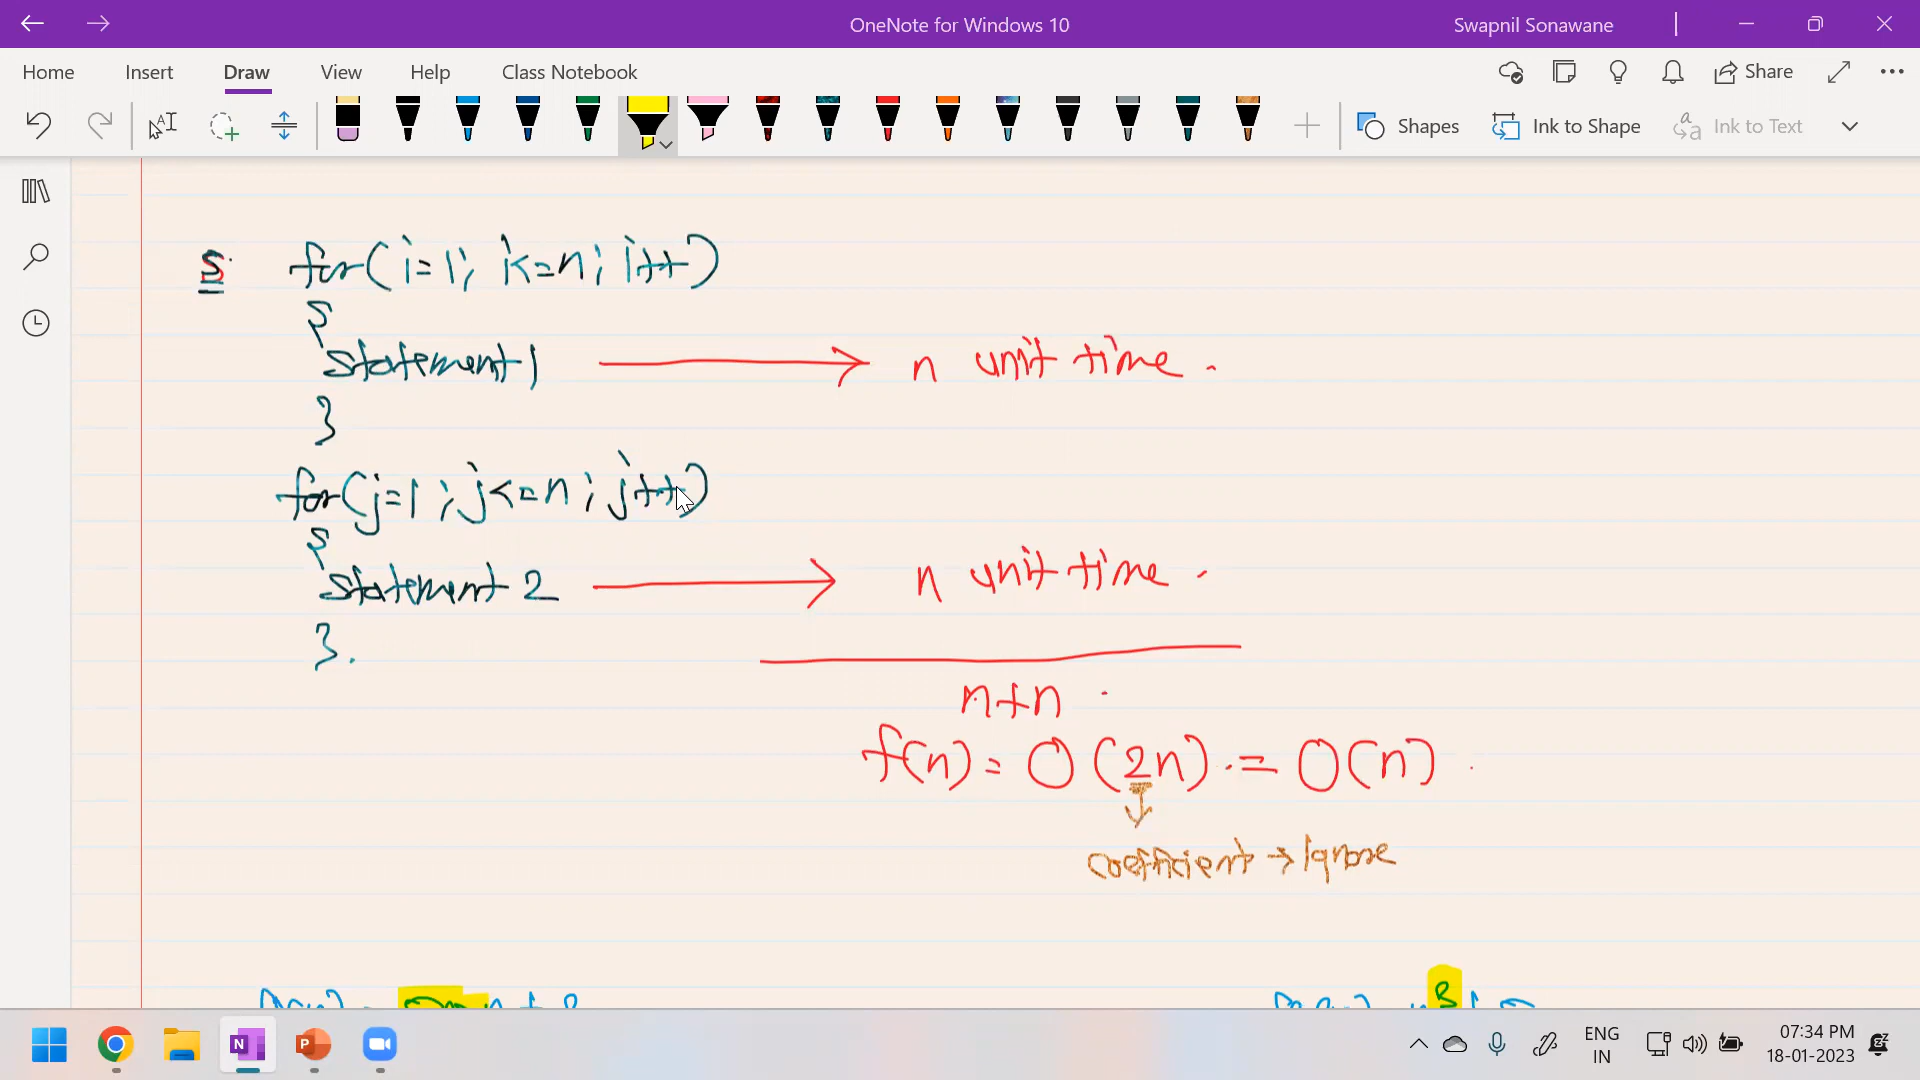 OneNote for Windows 10
Swapnil Sonawane
Home Insert Draw View Help Class Notebook
Share
Shapes Ink to Shape Ink to Text
5. for(i=1; i<=n; i++)
{
statement 1 → n unit time.
}
for(j=1; j<=n; j++)
{
statement 2 → n unit time.
}.
n+n
f(n) = O(2n) = O(n)
coefficient → Ignore
ENG
IN
07:34 PM
18-01-2023